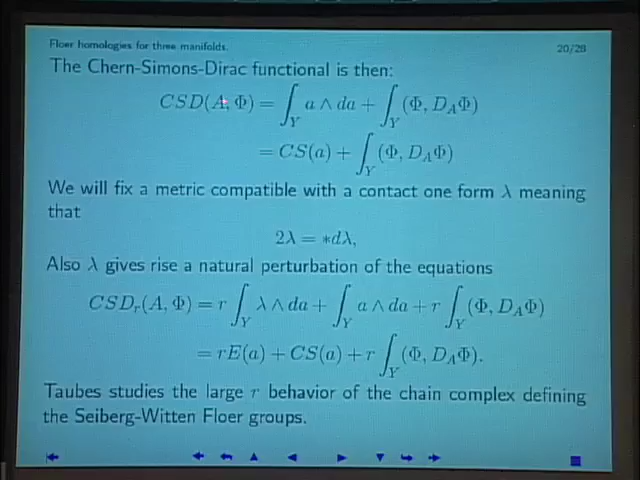 Floer homologies for three manifolds.
20/28
The Chern-Simons-Dirac functional is then:
CSD(A, Φ) = ∫_Y a ∧ da + ∫_Y (Φ, D_A Φ)
= CS(a) + ∫_Y (Φ, D_A Φ)
We will fix a metric compatible with a contact one form λ meaning
that
2λ = *dλ,
Also λ gives rise a natural perturbation of the equations
CSD_r(A, Φ) = r ∫_Y λ ∧ da + ∫_Y a ∧ da + r ∫_Y (Φ, D_A Φ)
= rE(a) + CS(a) + r ∫_Y (Φ, D_A Φ).
Taubes studies the large r behavior of the chain complex defining
the Seiberg-Witten Floer groups.